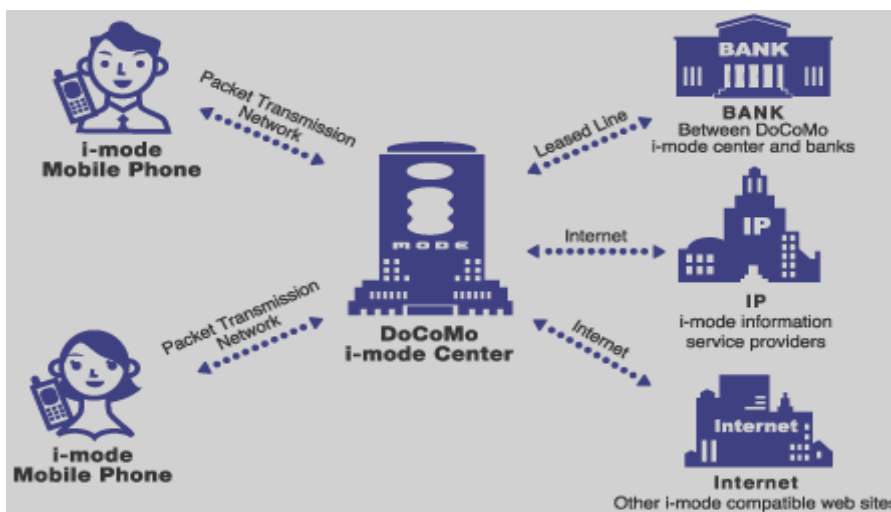 Packet Transmission
Network
i-mode
Mobile Phone
Packet Transmission
Network
i-mode
Mobile Phone
MODE
DoCoMo
i-mode Center
Leased Line
BANK
BANK
Between DoCoMo
i-mode center and banks
Internet
IP
IP
i-mode information
service providers
Internet
Internet
Internet
Other i-mode compatible web sites